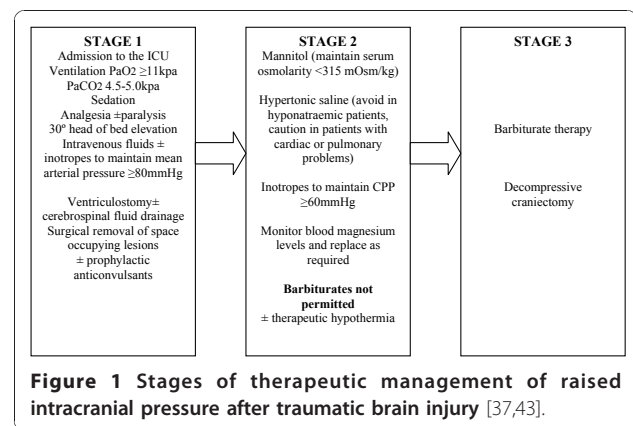 STAGE 1
Admission to the ICU
Ventilation PaO2 ≥11kpa
PaCO2 4.5-5.0kpa
Sedation
Analgesia ±paralysis
30º head of bed elevation
Intravenous fluids ±
inotropes to maintain mean
arterial pressure ≥80mmHg
Ventriculostomy±
cerebrospinal fluid drainage
Surgical removal of space
occupying lesions
± prophylactic
anticonvulsants
STAGE 2
Mannitol (maintain serum
osmolarity <315 mOsm/kg)
Hypertonic saline (avoid in
hyponatraemic patients,
caution in patients with
cardiac or pulmonary
problems)
Inotropes to maintain CPP
≥60mmHg
Monitor blood magnesium
levels and replace as
required
Barbiturates not
permitted
± therapeutic hypothermia
STAGE 3
Barbiturate therapy
Decompressive
craniectomy
Figure 1 Stages of therapeutic management of raised
intracranial pressure after traumatic brain injury [37,43].